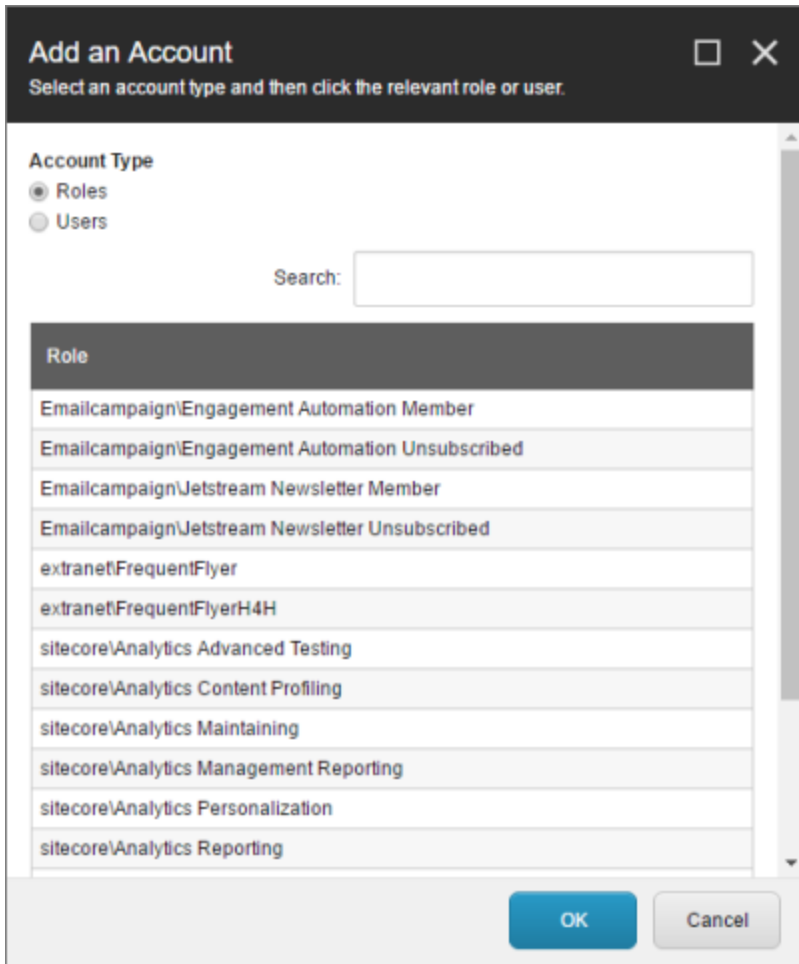 Add an Account
Select an account type and then click the relevant role or user.
Account Type
Roles
Users
Search:
Role
Emailcampaign\Engagement Automation Member
Emailcampaign\Engagement Automation Unsubscribed
Emailcampaign\Jetstream Newsletter Member
Emailcampaign\Jetstream Newsletter Unsubscribed
extranet\FrequentFlyer
extranet\FrequentFlyerH4H
sitecore\Analytics Advanced Testing
sitecore\Analytics Content Profiling
sitecore\Analytics Maintaining
sitecore\Analytics Management Reporting
sitecore\Analytics Personalization
sitecore\Analytics Reporting
OK
Cancel